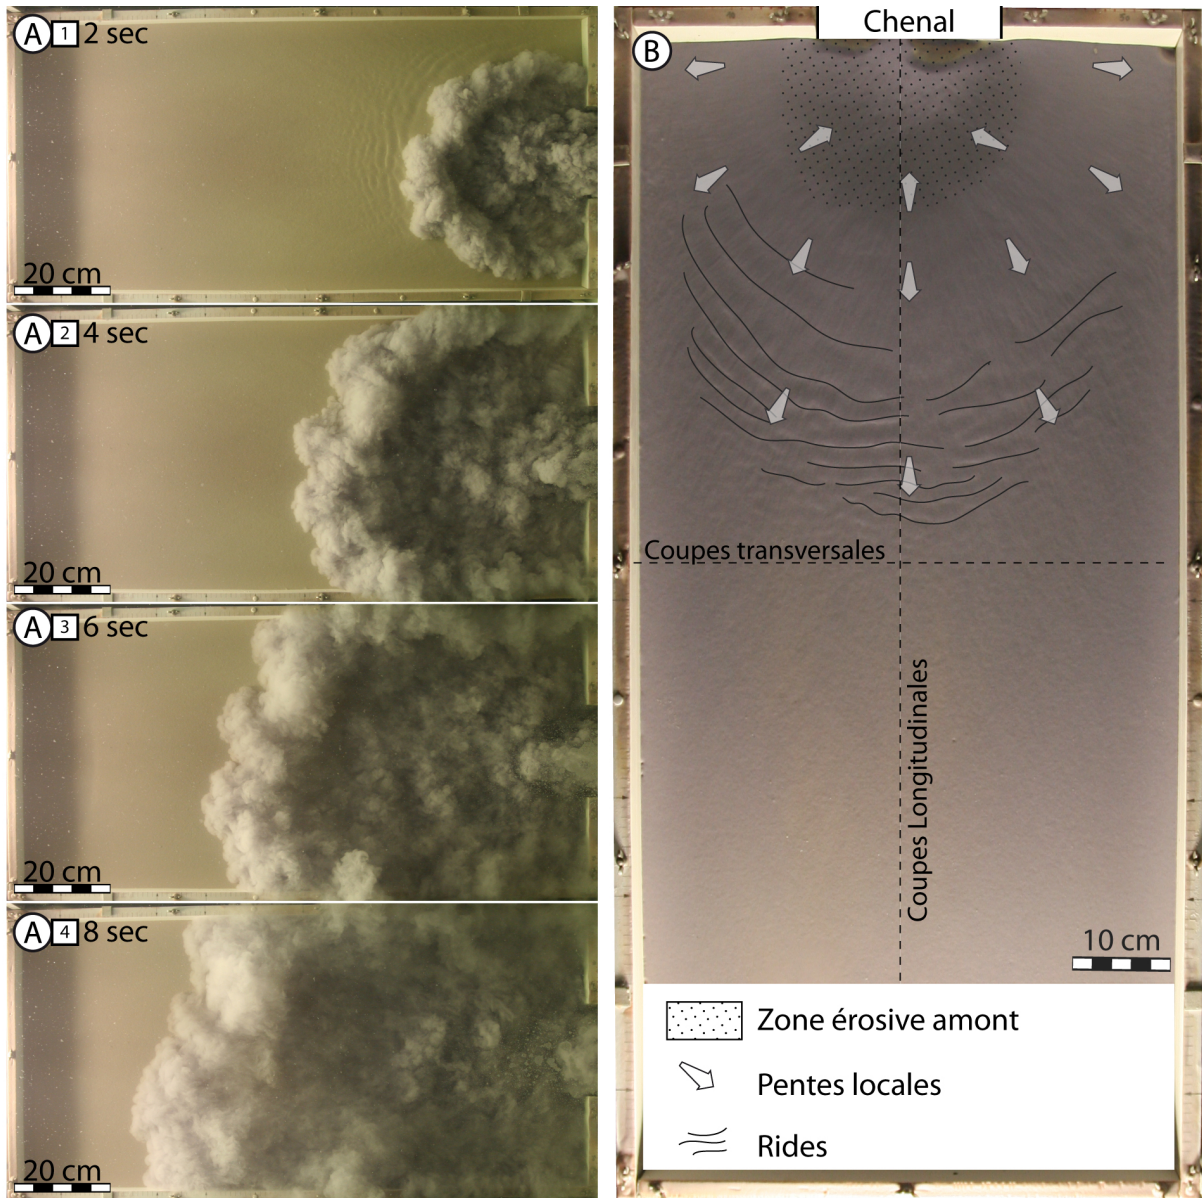 A 1 2 sec
20 cm
A 2 4 sec
20 cm
A 3 6 sec
20 cm
A 4 8 sec
20 cm
Chenal
B
Coupes transversales
Coupes Longitudinales
10 cm
Zone érosive amont
Pentes locales
Rides